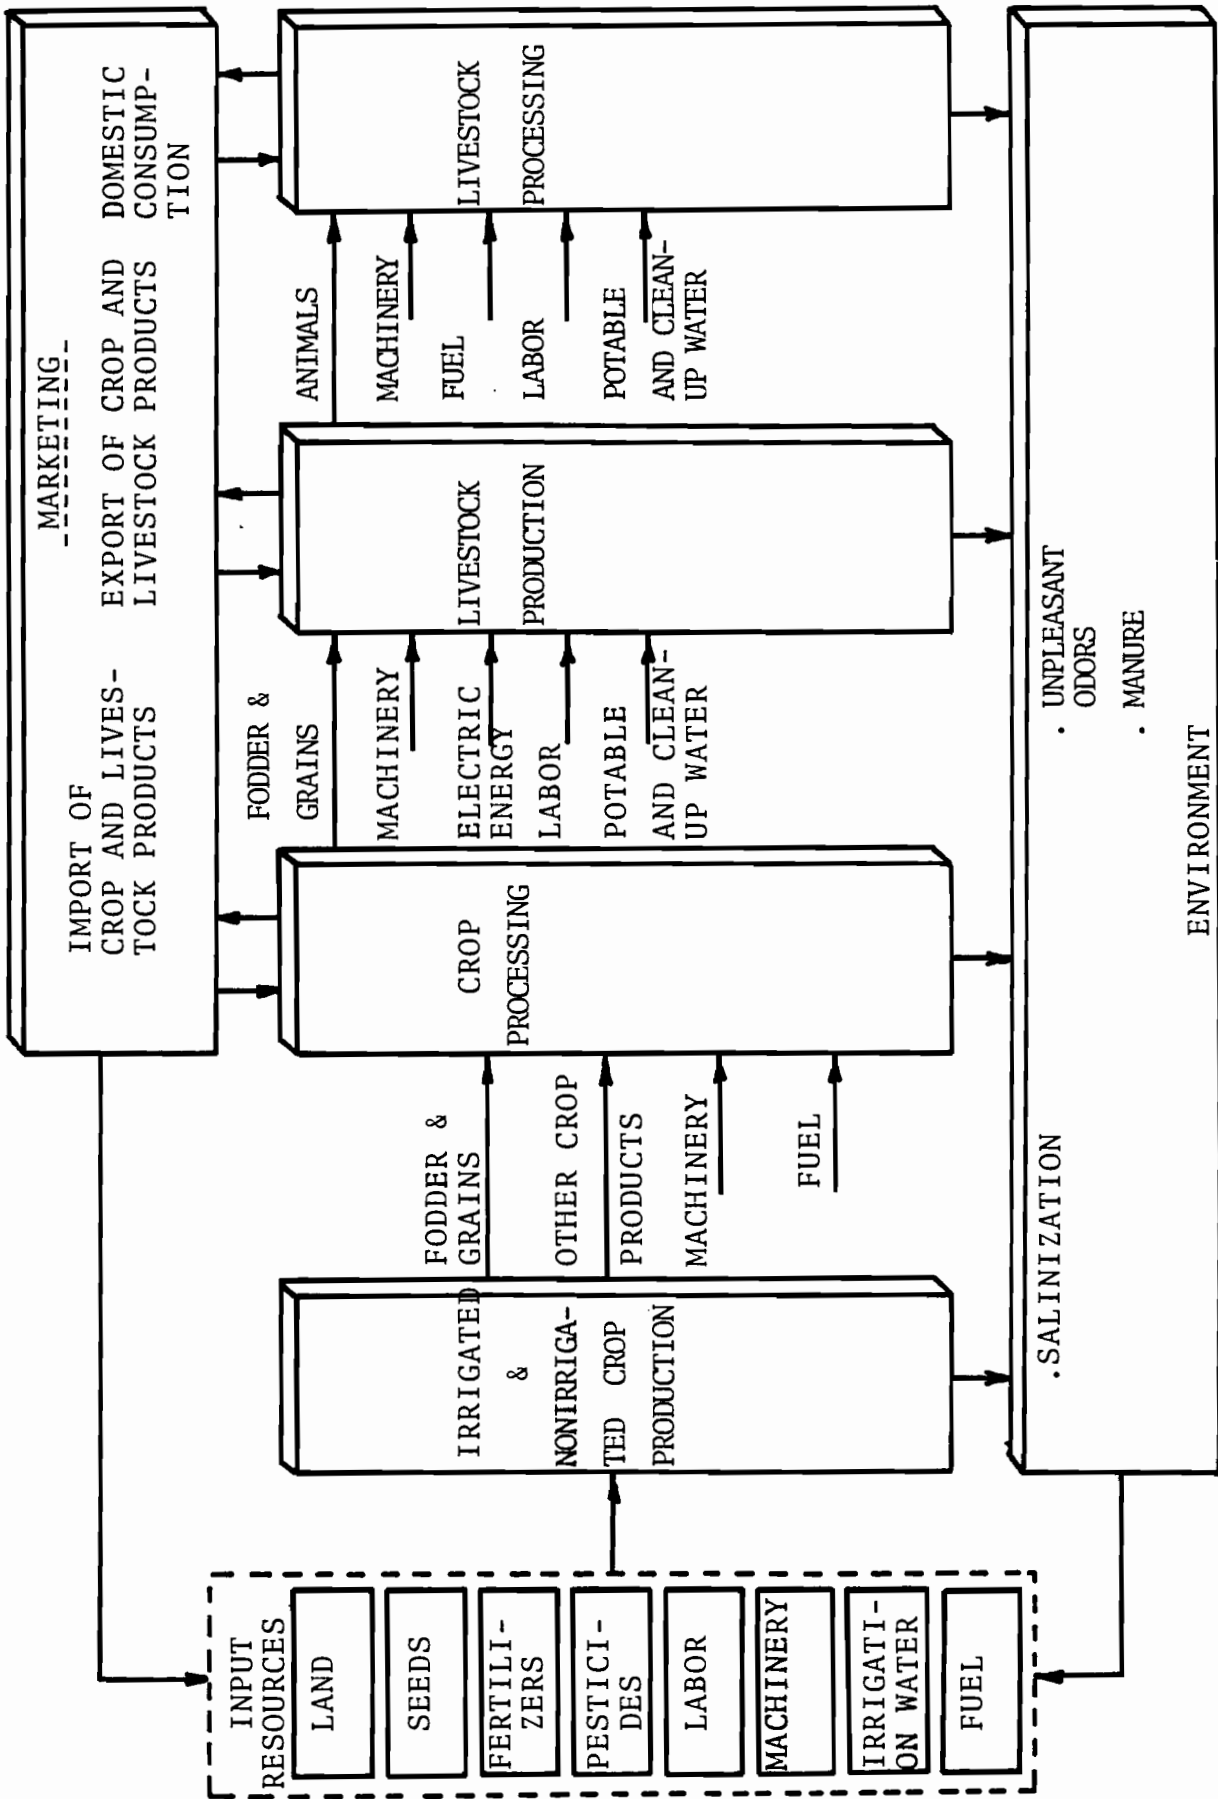 MARKETING
IMPORT OF
CROP AND LIVES-
TOCK PRODUCTS
EXPORT OF CROP AND
LIVESTOCK PRODUCTS
DOMESTIC
CONSUMP-
TION
INPUT
RESOURCES
LAND
SEEDS
FERTILI-
ZERS
PESTICI-
DES
LABOR
MACHINERY
IRRIGATI-
ON WATER
FUEL
IRRIGATED
&
NONIRRIGA-
TED CROP
PRODUCTION
FODDER &
GRAINS
OTHER CROP
PRODUCTS
MACHINERY
FUEL
CROP
PROCESSING
FODDER &
GRAINS
MACHINERY
ELECTRIC
ENERGY
LABOR
POTABLE
AND CLEAN-
UP WATER
LIVESTOCK
PRODUCTION
ANIMALS
MACHINERY
FUEL
LABOR
POTABLE
AND CLEAN-
UP WATER
LIVESTOCK
PROCESSING
.SALINIZATION
. UNPLEASANT
ODORS
. MANURE
ENVIRONMENT